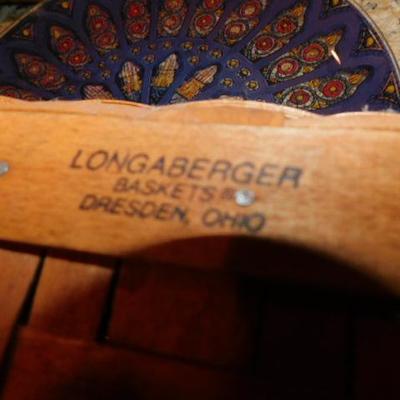 LONGABERGER
BASKETS®
DRESDEN, OHIO